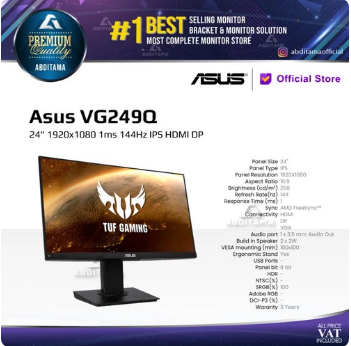 PREMIUM
Quality
ABDITAMA
#1 BEST SELLING MONITOR
BRACKET & MONITOR SOLUTION
MOST COMPLETE MONITOR STORE
abditamaofficial
ASUS
Official Store
Asus VG249Q
24" 1920x1080 1ms 144Hz IPS HDMI DP
Panel Size 24"
Panel Type IPS
Panel Resolution 1920X1080
Aspect Ratio 16:9
Brightness (cd/m²) 250
Refresh Rate(hz) 144
Response Time (ms) 1
Sync AMD FreeSync™
Connectivity HDMI
DP
VGA
Audio port 1 x 3.5 mm Audio Out
Build in Speaker 2 x 2W
VESA mounting (mm) 100x100
Ergonomic Stand Yes
USB Ports -
Panel bit 8 bit
HDR -
NTSC(%) -
SRGB(%) 100
Adobe RGB -
DCI-P3 (%) -
Warranty 3 Years
TUF GAMING
ASUS
ABDITAMA
ALL PRICE
VAT
INCLUDED